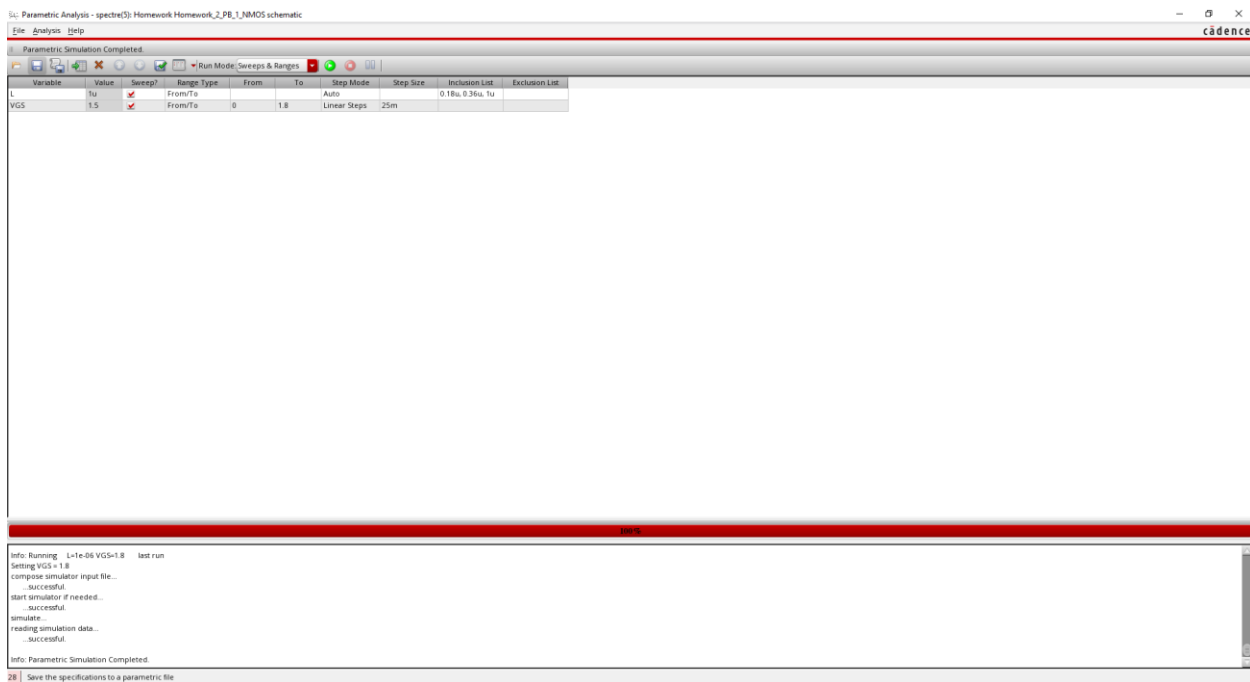 Parametric Analysis - spectre(5): Homework Homework_2_PB_1_NMOS schematic
File Analysis Help
cādence
Parametric Simulation Completed.
Run Mode: Sweeps & Ranges
Variable Value Sweep? Range Type From To Step Mode Step Size Inclusion List Exclusion List
L 1u From/To Auto 0.18u, 0.36u, 1u
VGS 1.5 From/To 0 1.8 Linear Steps 25m
100%
Info: Running L=1e-06 VGS=1.8 last run
Setting VGS = 1.8
compose simulator input file...
...successful.
start simulator if needed...
...successful.
simulate...
reading simulation data...
...successful.
Info: Parametric Simulation Completed.
28 Save the specifications to a parametric file